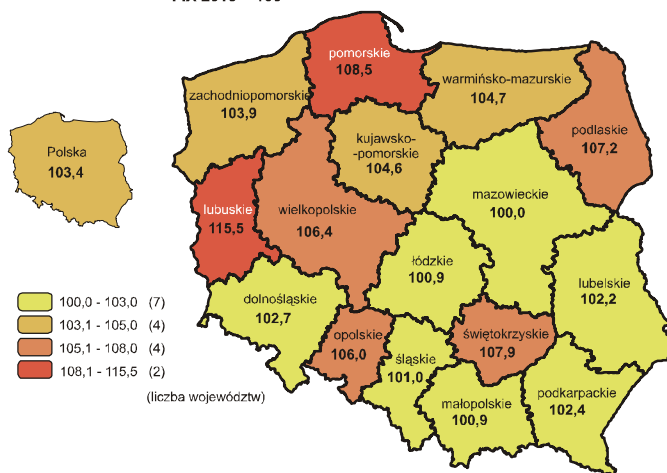 pomorskie
108,5
zachodniopomorskie
103,9
warmińsko-mazurskie
104,7
kujawsko-
-pomorskie
104,6
podlaskie
107,2
Polska
103,4
lubuskie
115,5
wielkopolskie
106,4
mazowieckie
100,0
łódzkie
100,9
lubelskie
102,2
dolnośląskie
102,7
opolskie
106,0
śląskie
101,0
świętokrzyskie
107,9
małopolskie
100,9
podkarpackie
102,4
100,0 - 103,0 (7)
103,1 - 105,0 (4)
105,1 - 108,0 (4)
108,1 - 115,5 (2)
(liczba województw)